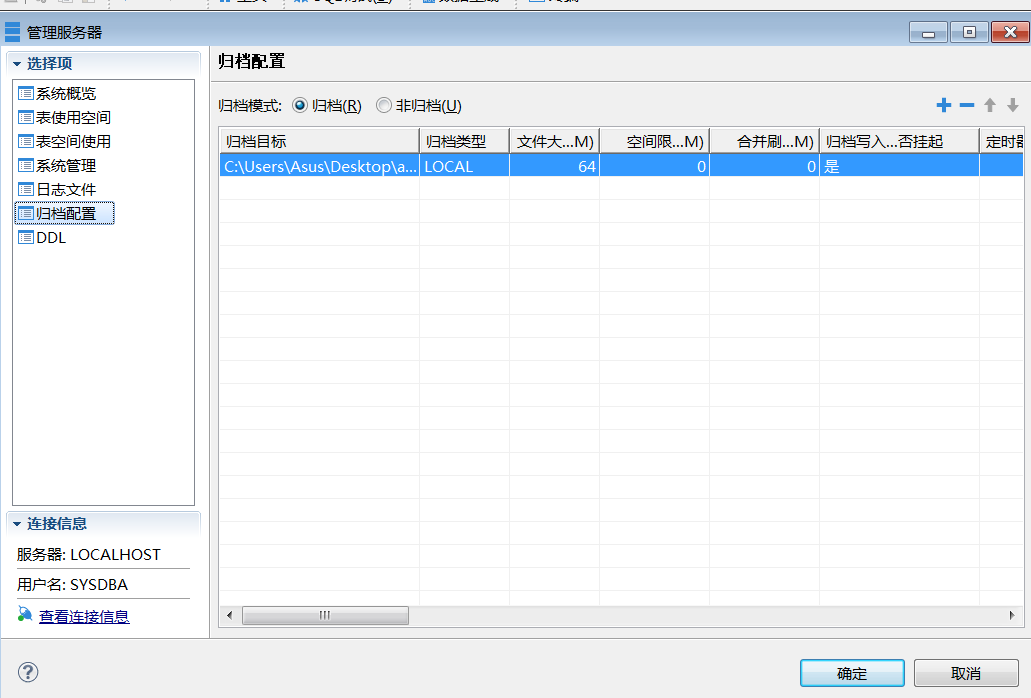 管理服务器
选择项
系统概览
表使用空间
表空间使用
系统管理
日志文件
归档配置
DDL
连接信息
服务器: LOCALHOST
用户名: SYSDBA
查看连接信息
归档配置
归档模式: 归档(R) 非归档(U)
归档目标 归档类型 文件大...M) 空间限...M) 合并刷...M) 归档写入...否挂起 定时
C:\Users\Asus\Desktop\a... LOCAL 64 0 0 是
确定 取消